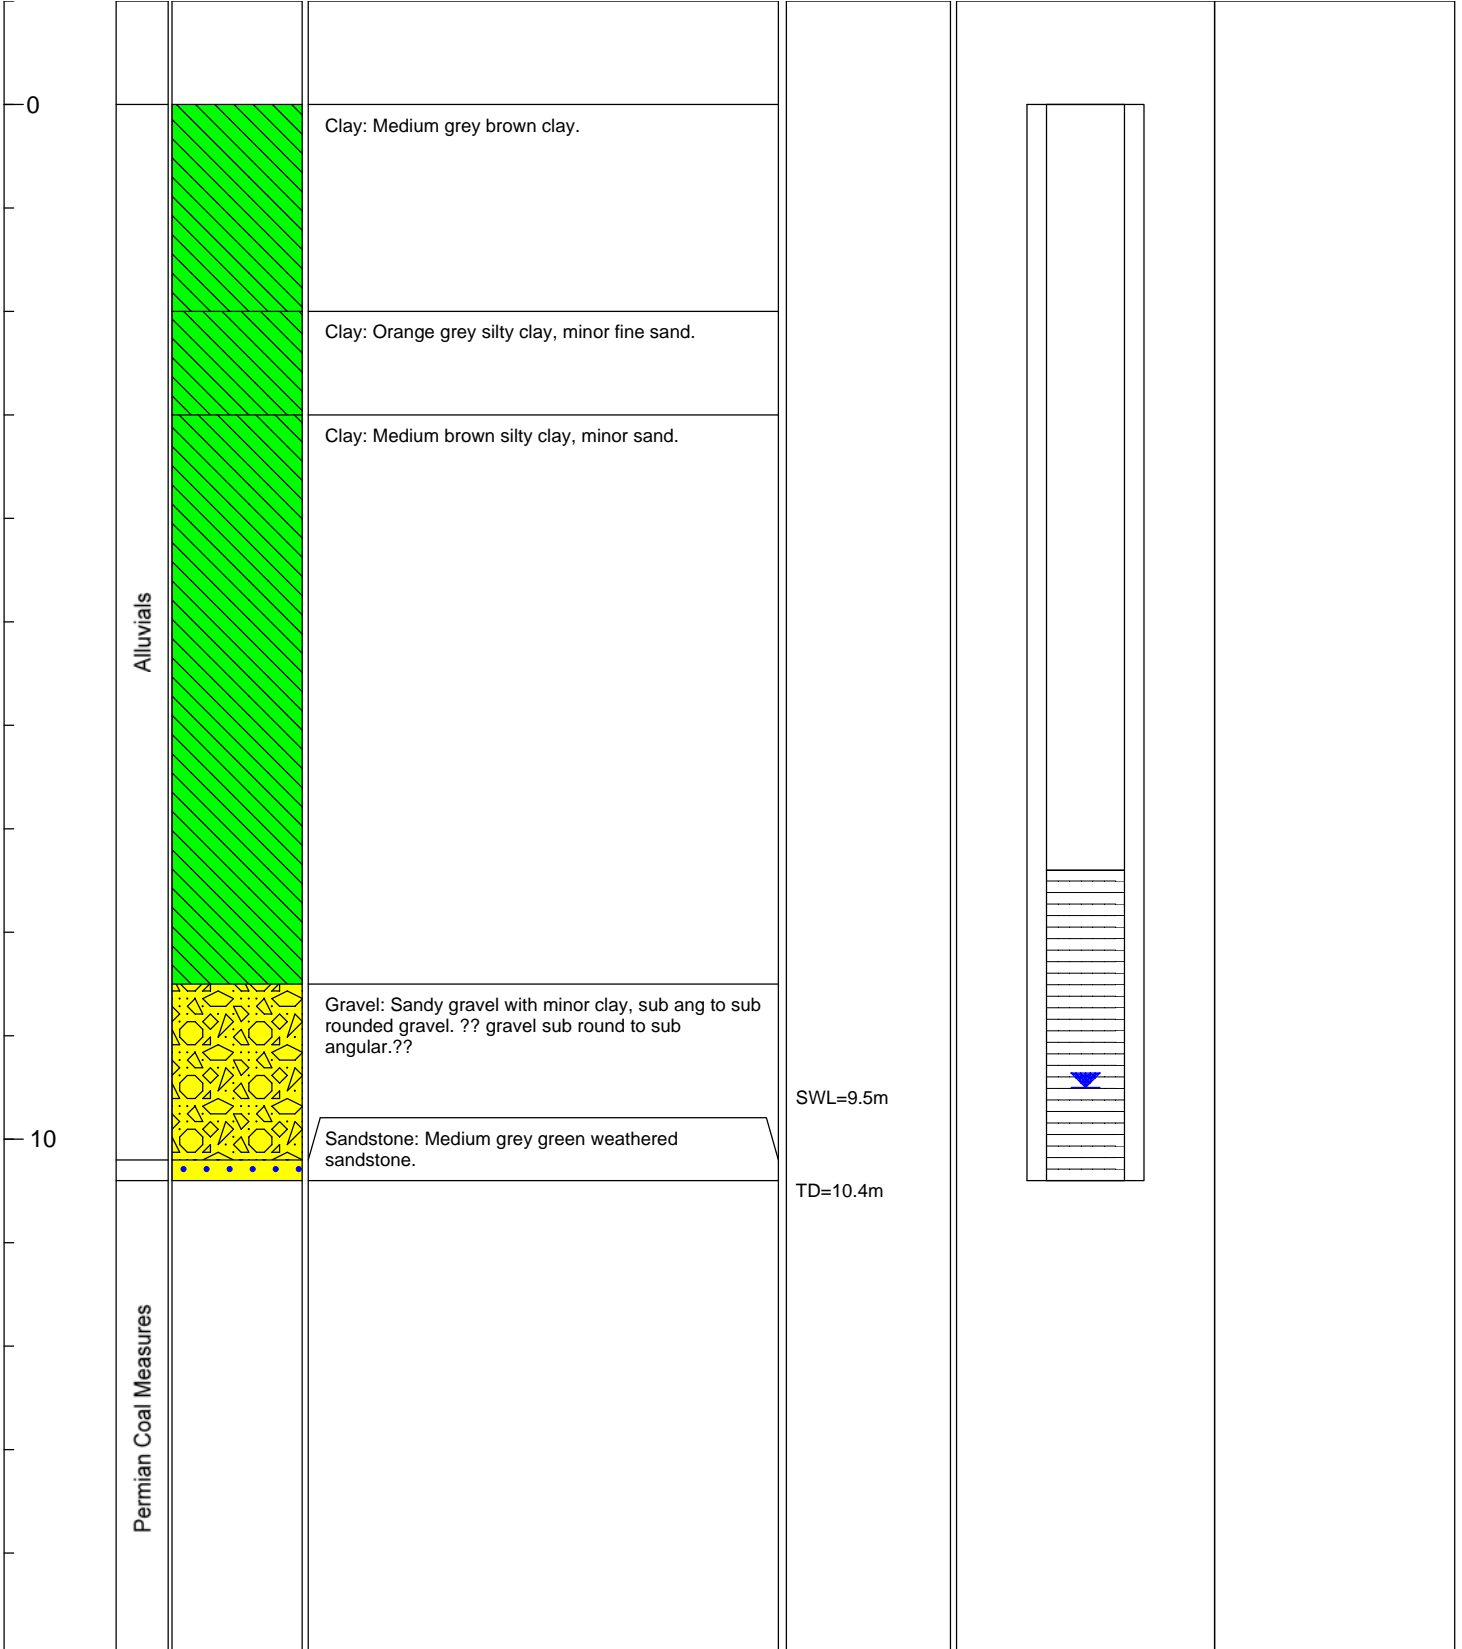 0
Clay: Medium grey brown clay.
Clay: Orange grey silty clay, minor fine sand.
Clay: Medium brown silty clay, minor sand.
Alluvials
Gravel: Sandy gravel with minor clay, sub ang to sub
rounded gravel. ?? gravel sub round to sub
angular.??
SWL=9.5m
10
Sandstone: Medium grey green weathered
sandstone.
TD=10.4m
Permian Coal Measures